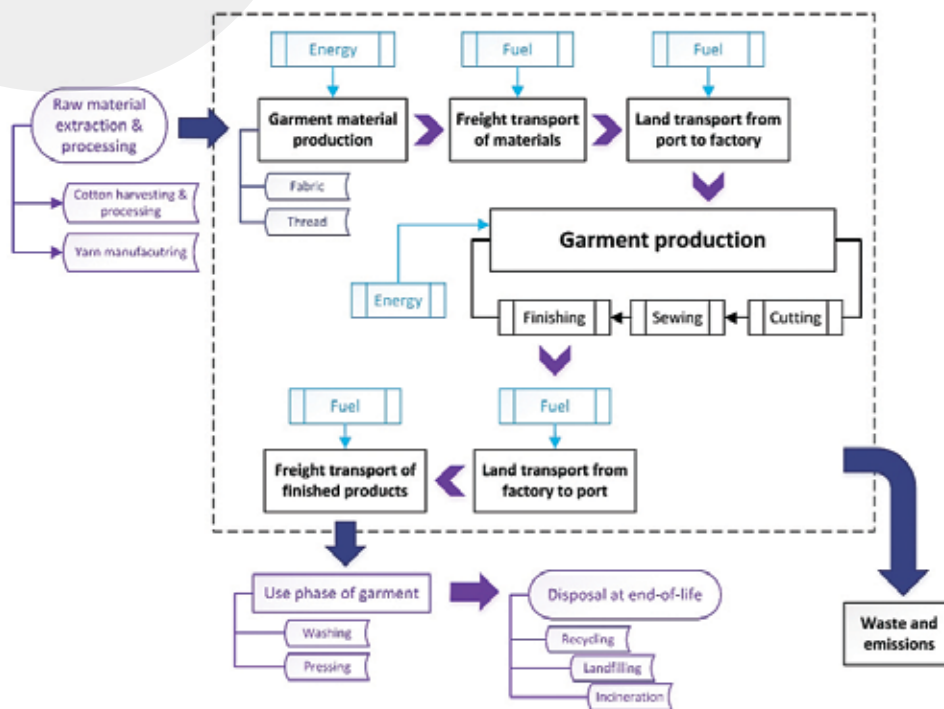 Energy
Fuel
Fuel
Raw material
extraction &
processing
Garment material
production
Freight transport
of materials
Land transport from
port to factory
Cotton harvesting &
processing
Yarn manufacutring
Fabric
Thread
Garment production
Energy
Finishing
Sewing
Cutting
Fuel
Fuel
Freight transport of
finished products
Land transport from
factory to port
Use phase of garment
Washing
Pressing
Disposal at end-of-life
Recycling
Landfilling
Incineration
Waste and
emissions